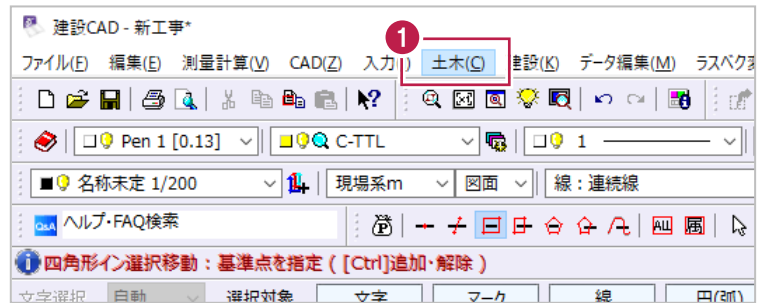 建設CAD - 新工事*
1
ファイル(F) 編集(E) 測量計算(V) CAD(Z) 入力 土木(C) 建設(K) データ編集(M) ラスベク変
Pen 1 [0.13] C-TTL 1
名称未定 1/200 現場系m 図面 線：連続線
Q&A ヘルプ・FAQ検索 P ALL 属
四角形イン選択移動：基準点を指定 ( [Ctrl]追加・解除 )
文字選択 自動 選択対象 文字 マーク 線 円(弧)